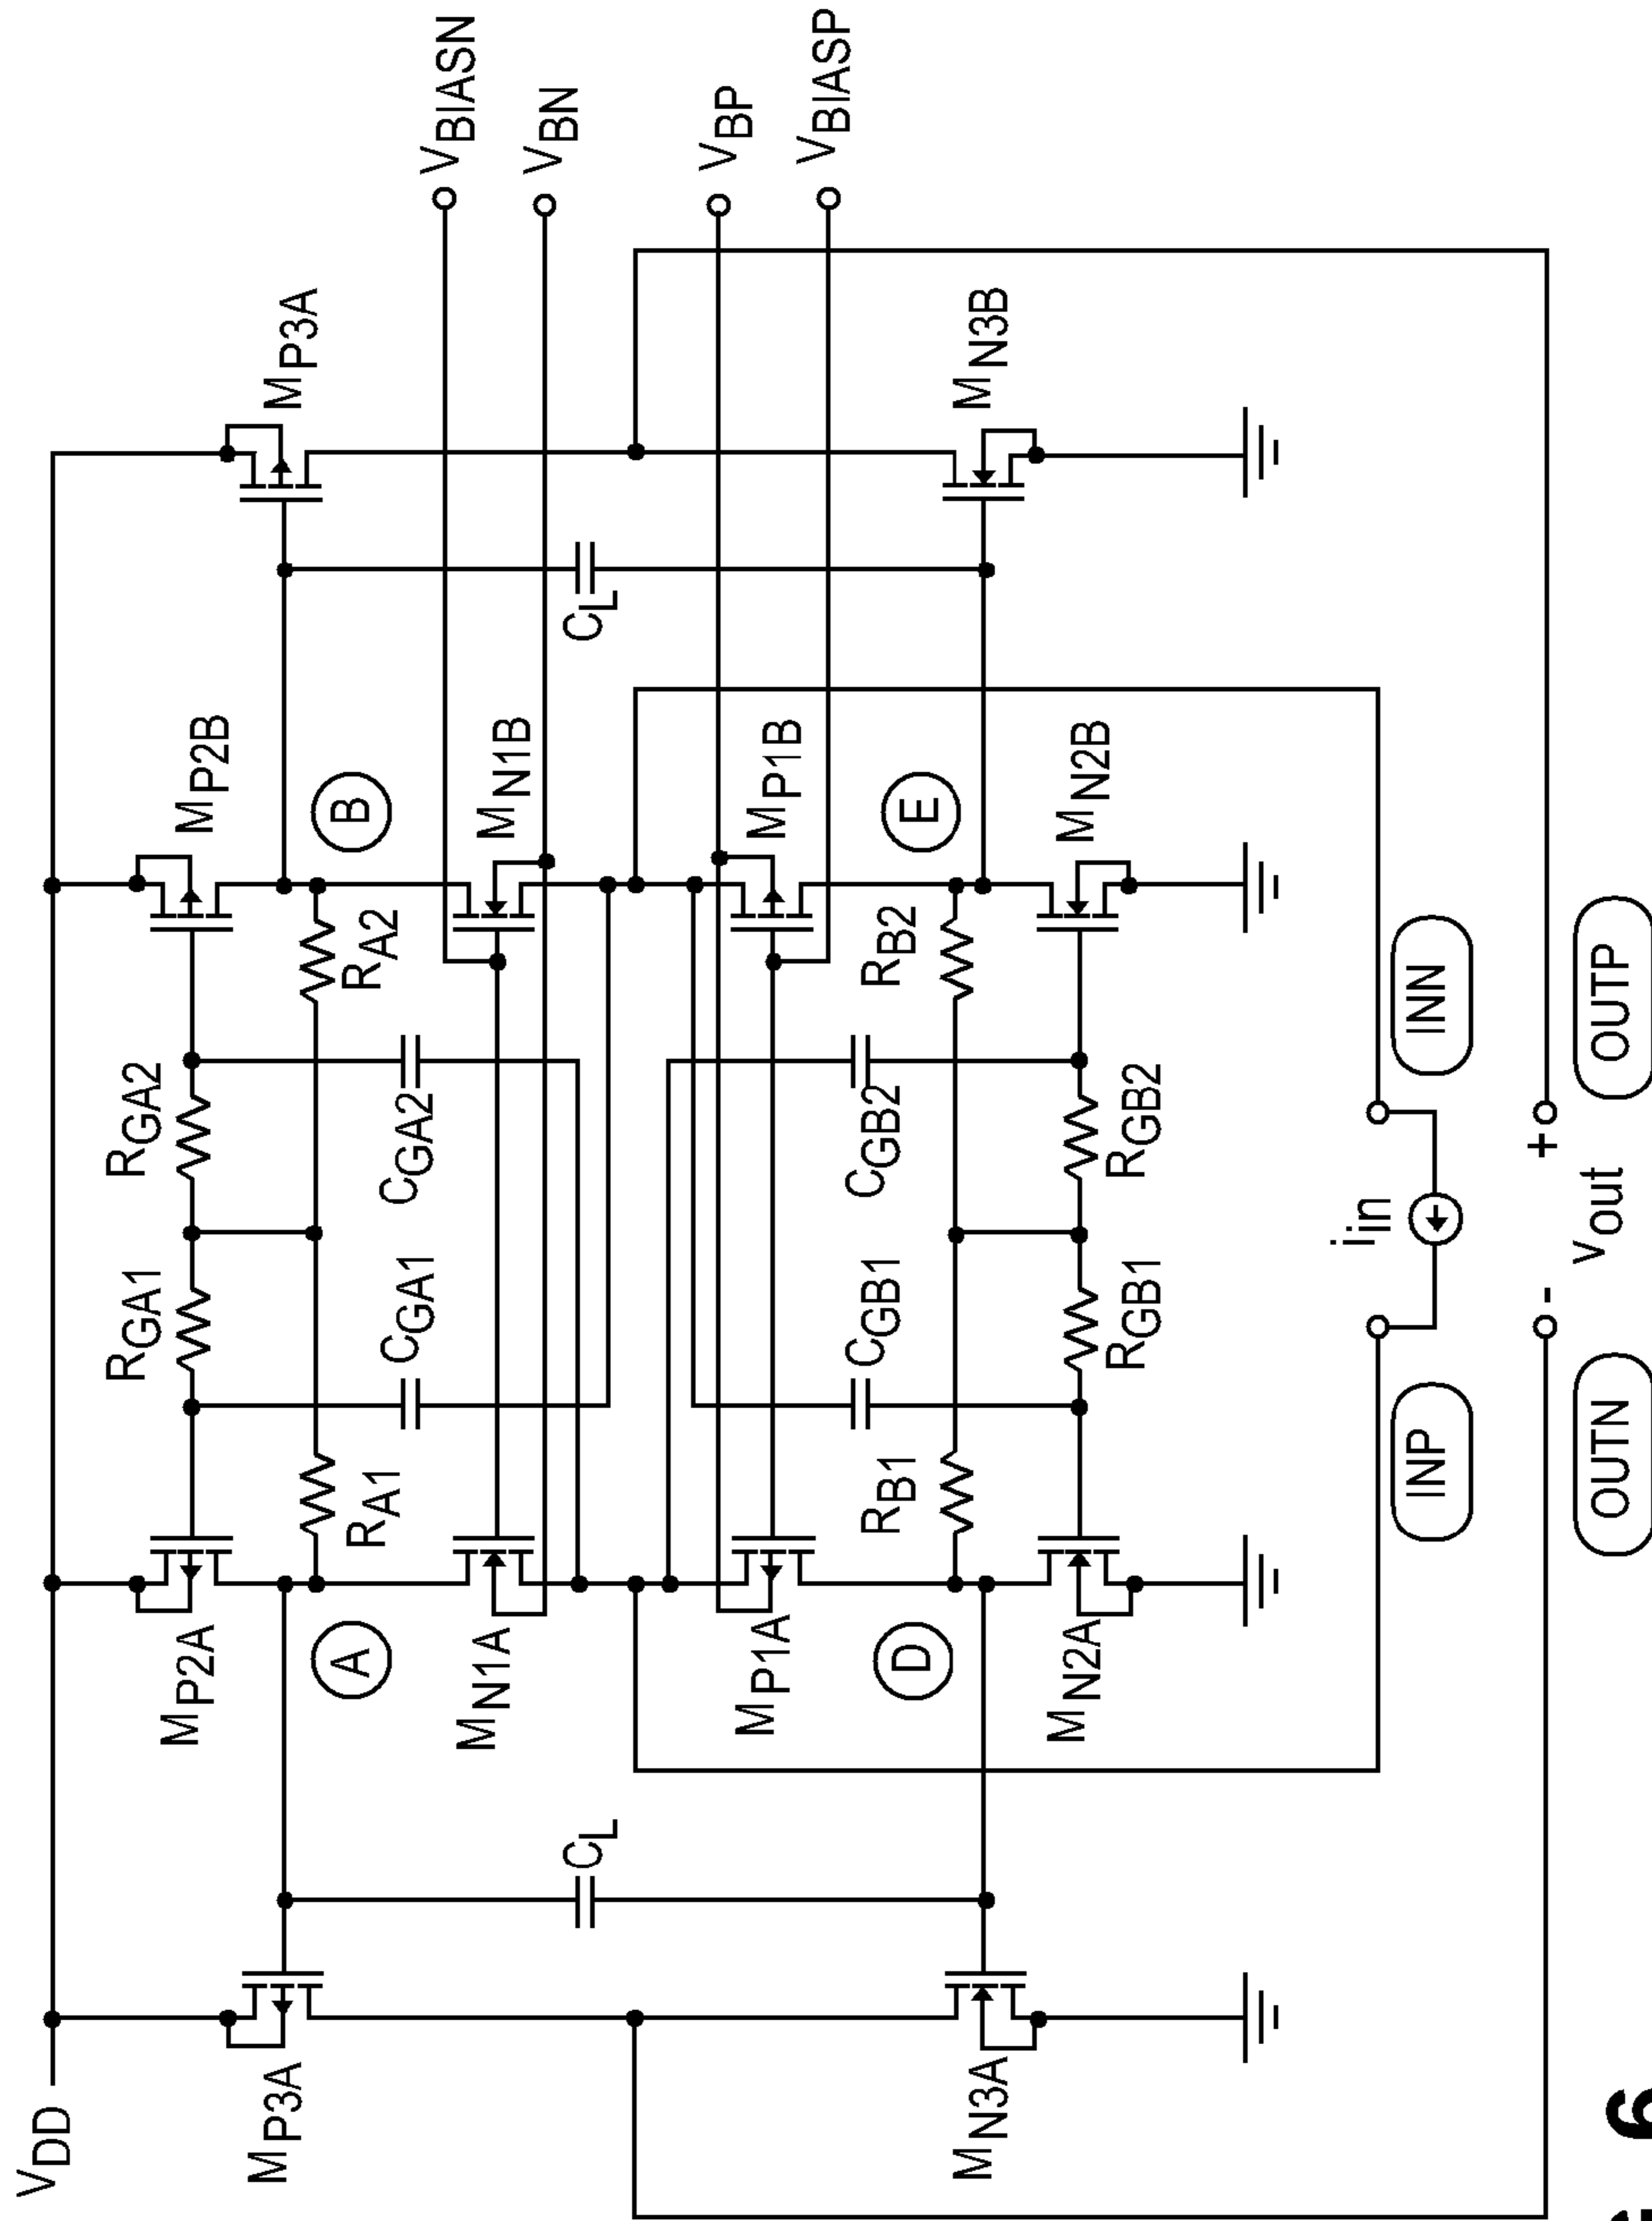 VDD
RGA1
RGA2
MP2A
MP2B
MP3A
MP3A
A
RA1
RA2
B
CGA1
CGA2
VBIASN
MN1A
MN1B
VBN
CL
CL
VBP
MP1A
MP1B
VBIASP
CGB1
CGB2
RB1
RB2
D
E
MN3A
MN3B
MN2A
MN2B
RGB1
RGB2
iin
INP
INN
- vout +
OUTN
OUTP